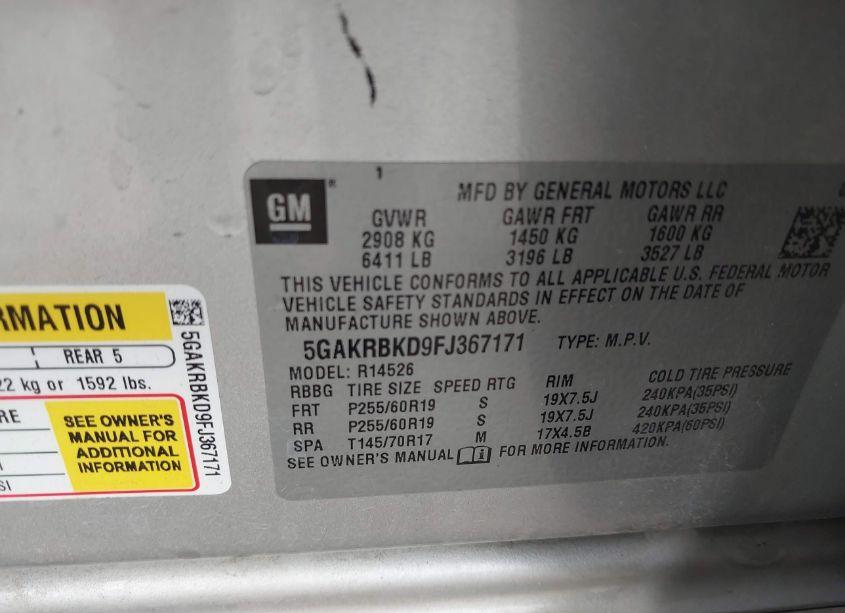 1
GM ®
MFD BY GENERAL MOTORS LLC
GVWR GAWR FRT GAWR RR
2908 KG 1450 KG 1600 KG
6411 LB 3196 LB 3527 LB
THIS VEHICLE CONFORMS TO ALL APPLICABLE U.S. FEDERAL MOTOR
VEHICLE SAFETY STANDARDS IN EFFECT ON THE DATE OF
MANUFACTURE SHOWN ABOVE.
5GAKRBKD9FJ367171 TYPE: M.P.V.
MODEL: R14526
RBBG TIRE SIZE SPEED RTG RIM COLD TIRE PRESSURE
FRT P255/60R19 S 19X7.5J 240KPA(35PSI)
RR P255/60R19 S 19X7.5J 240KPA(35PSI)
SPA T145/70R17 M 17X4.5B 420KPA(60PSI)
SEE OWNER'S MANUAL FOR MORE INFORMATION.
RMATION
REAR 5
22 kg or 1592 lbs.
RE
SI
SEE OWNER'S
MANUAL FOR
ADDITIONAL
INFORMATION
5GAKRBKD9FJ367171